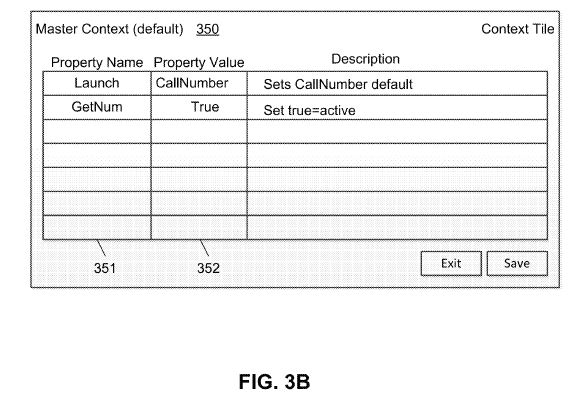 Master Context (default) 350 Context Tile
Property Name Property Value Description
Launch CallNumber Sets CallNumber default
GetNum True Set true=active
351 352
Exit Save
FIG. 3B